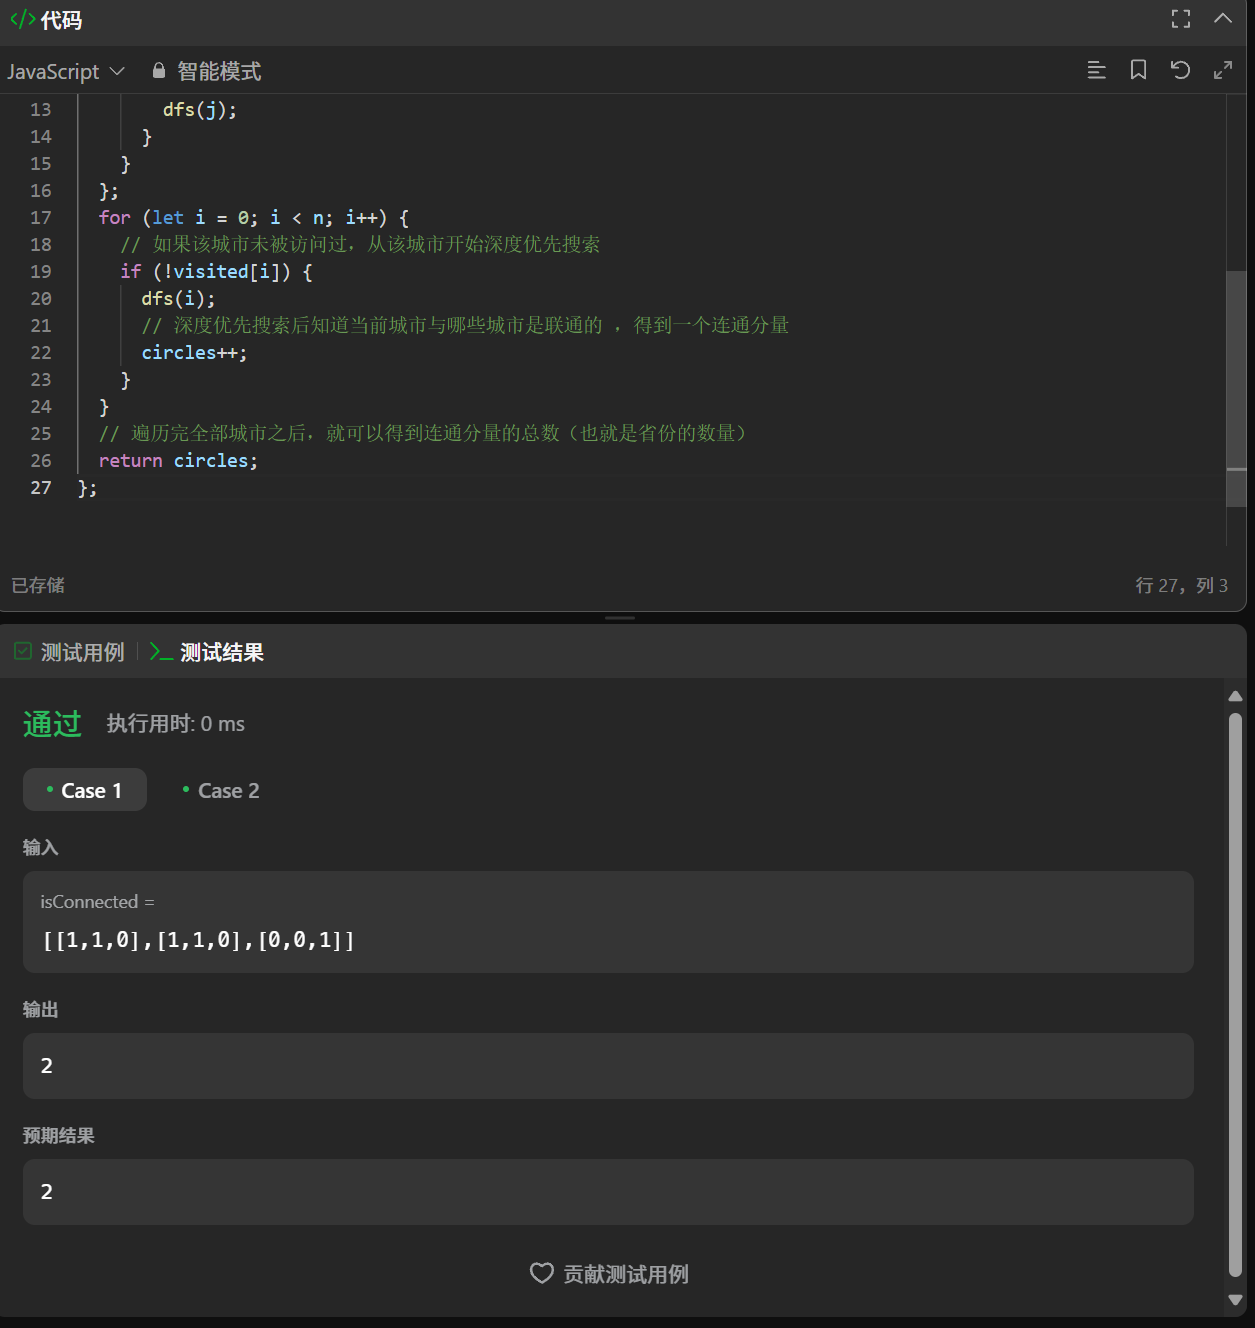 </> 代码
JavaScript 智能模式
13 dfs(j);
14 }
15 }
16 };
17 for (let i = 0; i < n; i++) {
18 // 如果该城市未被访问过，从该城市开始深度优先搜索
19 if (!visited[i]) {
20 dfs(i);
21 // 深度优先搜索后知道当前城市与哪些城市是联通的 ，得到一个连通分量
22 circles++;
23 }
24 }
25 // 遍历完全部城市之后，就可以得到连通分量的总数（也就是省份的数量）
26 return circles;
27 };
已存储 行 27，列 3
测试用例 >_ 测试结果
通过 执行用时: 0 ms
• Case 1 • Case 2
输入
isConnected =
[[1,1,0],[1,1,0],[0,0,1]]
输出
2
预期结果
2
贡献测试用例